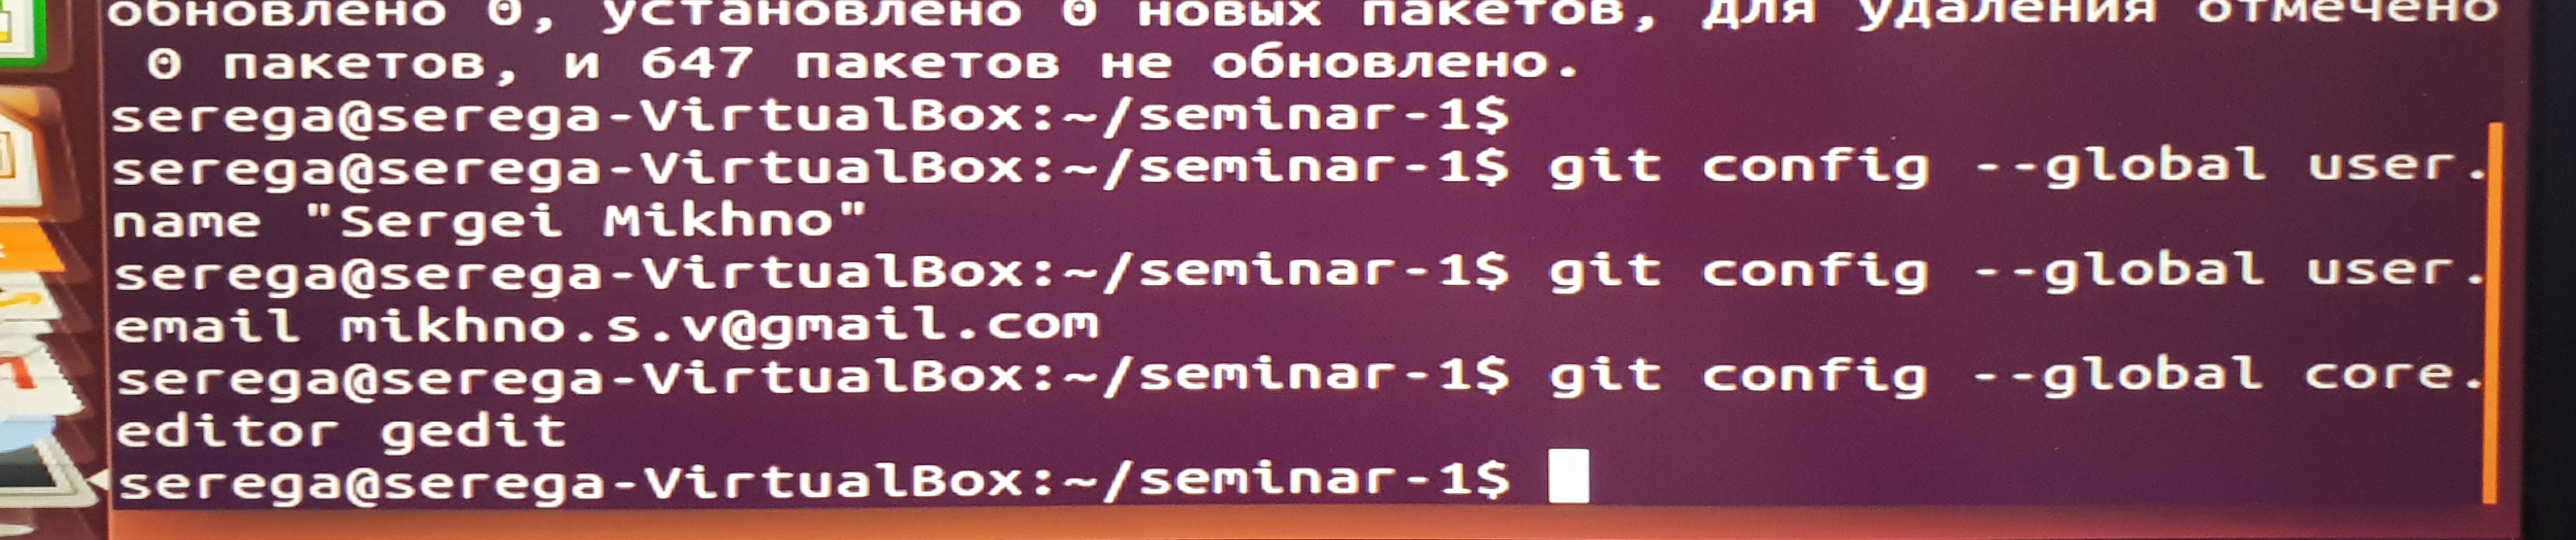 обновлено 0, установлено 0 новых пакетов, для удаления отмечено
0 пакетов, и 647 пакетов не обновлено.
serega@serega-VirtualBox:~/seminar-1$
serega@serega-VirtualBox:~/seminar-1$ git config --global user.
name "Sergei Mikhno"
serega@serega-VirtualBox:~/seminar-1$ git config --global user.
email mikhno.s.v@gmail.com
serega@serega-VirtualBox:~/seminar-1$ git config --global core.
editor gedit
serega@serega-VirtualBox:~/seminar-1$